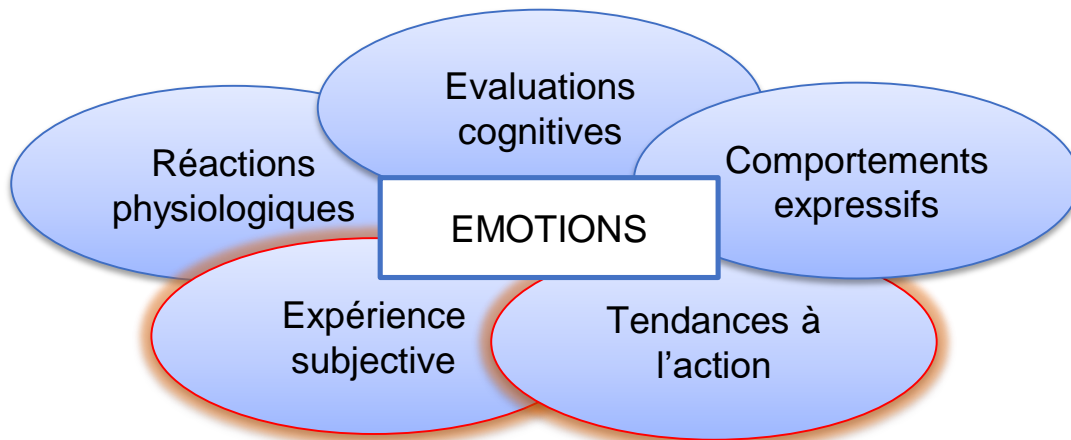 Evaluations
cognitives
Réactions
physiologiques
Comportements
expressifs
EMOTIONS
Expérience
subjective
Tendances à
l’action